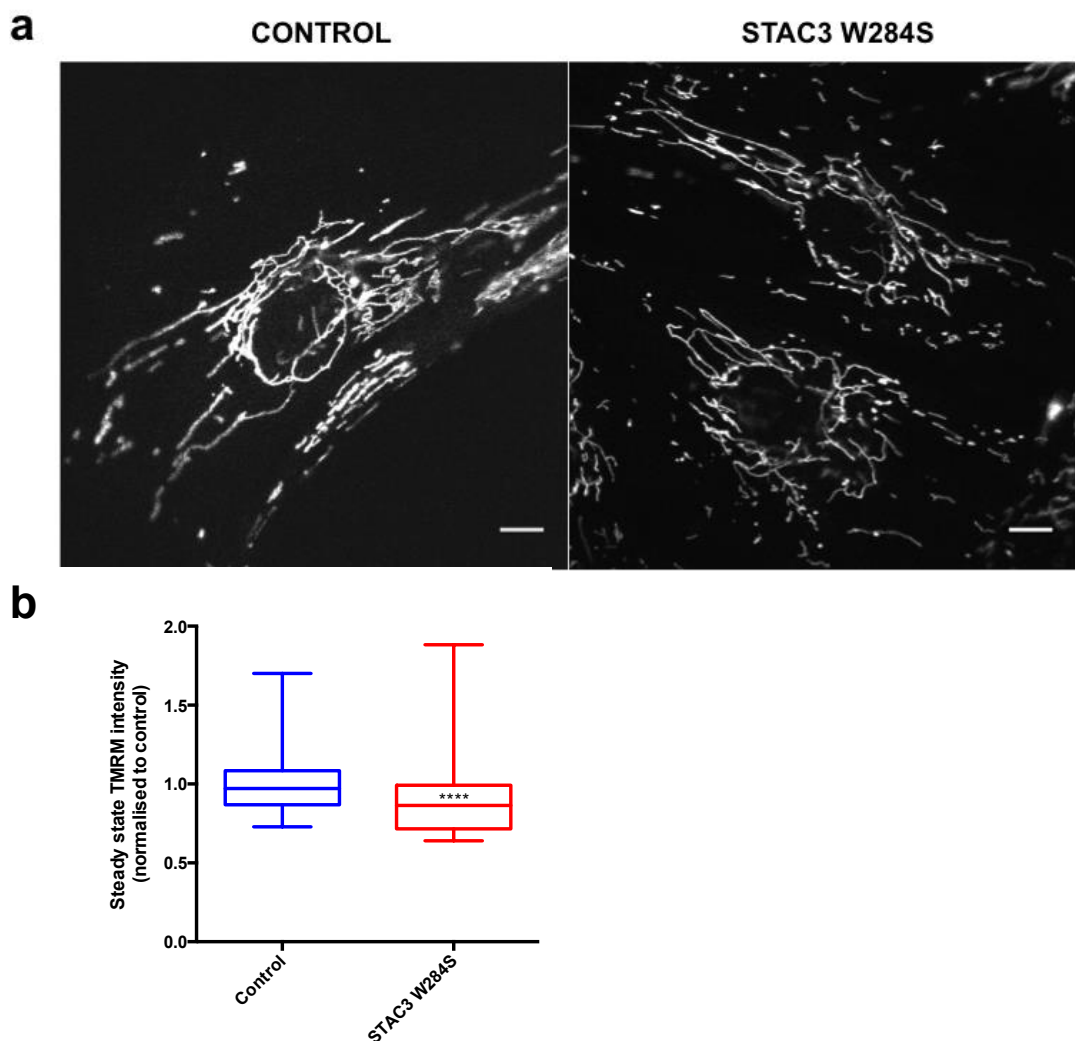 a
CONTROL
STAC3 W284S
b
Steady state TMRM intensity
(normalised to control)
2.0
1.5
1.0
0.5
0.0
****
Control
STAC3 W284S